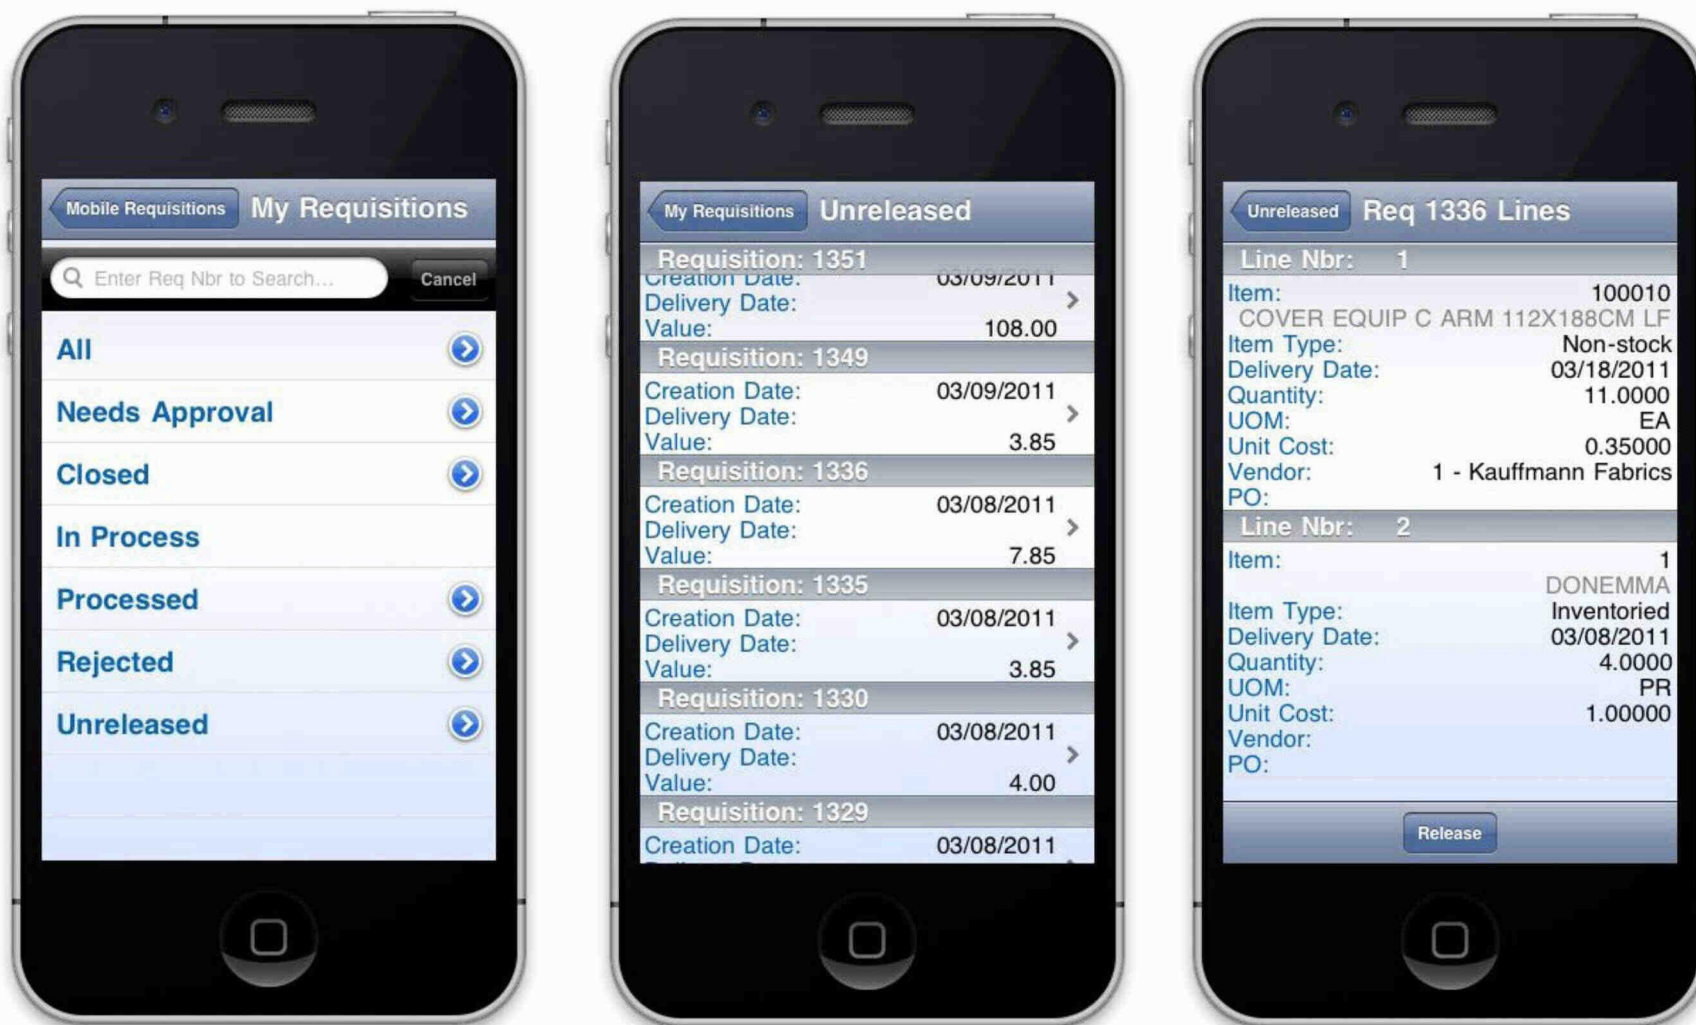 Mobile Requisitions My Requisitions
Enter Req Nbr to Search... Cancel
All
Needs Approval
Closed
In Process
Processed
Rejected
Unreleased
My Requisitions Unreleased
Requisition: 1351
Creation Date: 03/09/2011
Delivery Date:
Value: 108.00
Requisition: 1349
Creation Date: 03/09/2011
Delivery Date:
Value: 3.85
Requisition: 1336
Creation Date: 03/08/2011
Delivery Date:
Value: 7.85
Requisition: 1335
Creation Date: 03/08/2011
Delivery Date:
Value: 3.85
Requisition: 1330
Creation Date: 03/08/2011
Delivery Date:
Value: 4.00
Requisition: 1329
Creation Date: 03/08/2011
Unreleased Req 1336 Lines
Line Nbr: 1
Item: 100010
COVER EQUIP C ARM 112X188CM LF
Item Type: Non-stock
Delivery Date: 03/18/2011
Quantity: 11.0000
UOM: EA
Unit Cost: 0.35000
Vendor: 1 - Kauffmann Fabrics
PO:
Line Nbr: 2
Item: 1
DONEMMA
Item Type: Inventoried
Delivery Date: 03/08/2011
Quantity: 4.0000
UOM: PR
Unit Cost: 1.00000
Vendor:
PO:
Release